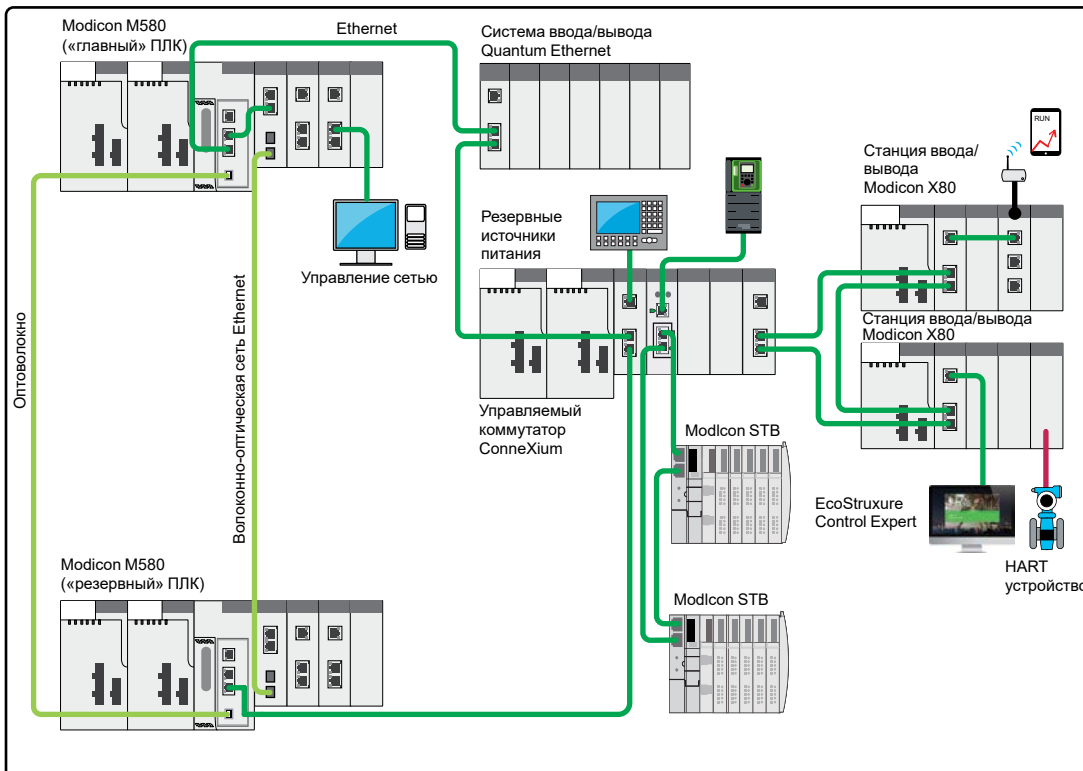 Modicon M580
(«главный» ПЛК)
Ethernet
Система ввода/вывода
Quantum Ethernet
RUN
Станция ввода/
вывода
Modicon X80
Резервные
источники
питания
Управление сетью
Станция ввода/вывода
Modicon X80
Оптоволокно
Волоконно-оптическая сеть Ethernet
Управляемый
коммутатор
ConneXium
ModIcon STB
EcoStruxure
Control Expert
HART
устройство
Modicon M580
(«резервный» ПЛК)
ModIcon STB